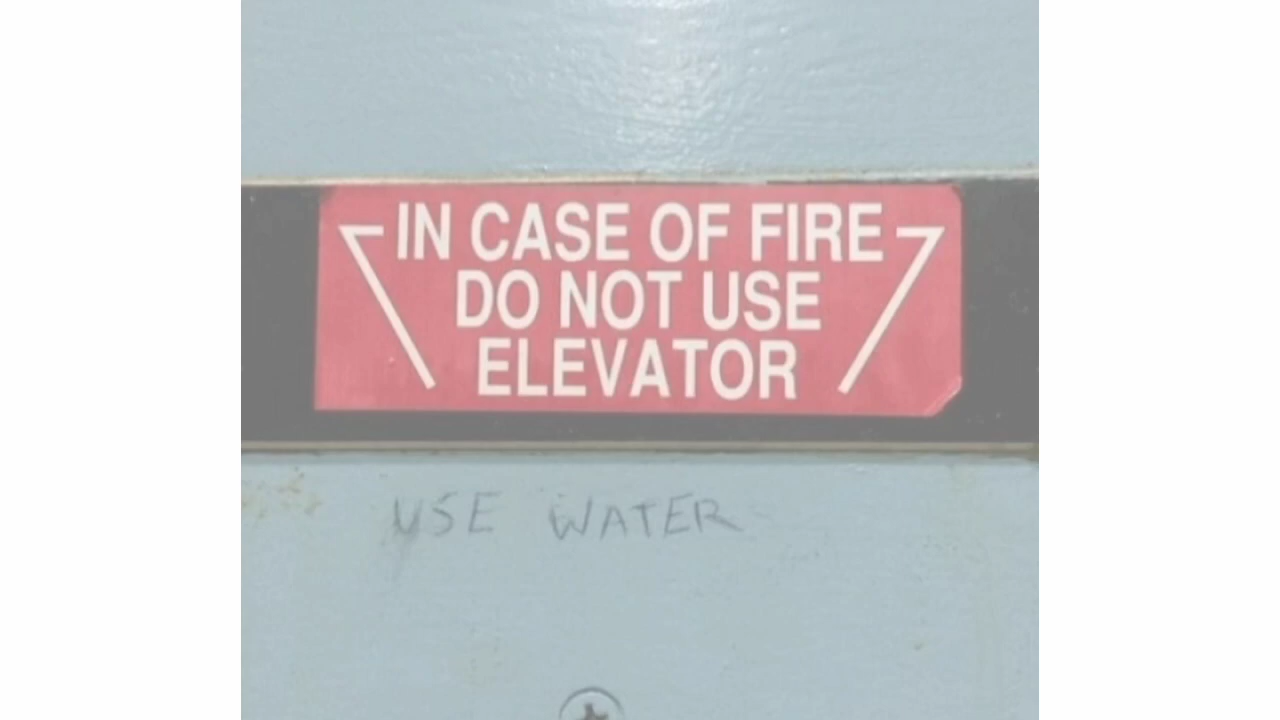 IN CASE OF FIRE
DO NOT USE
ELEVATOR
USE WATER